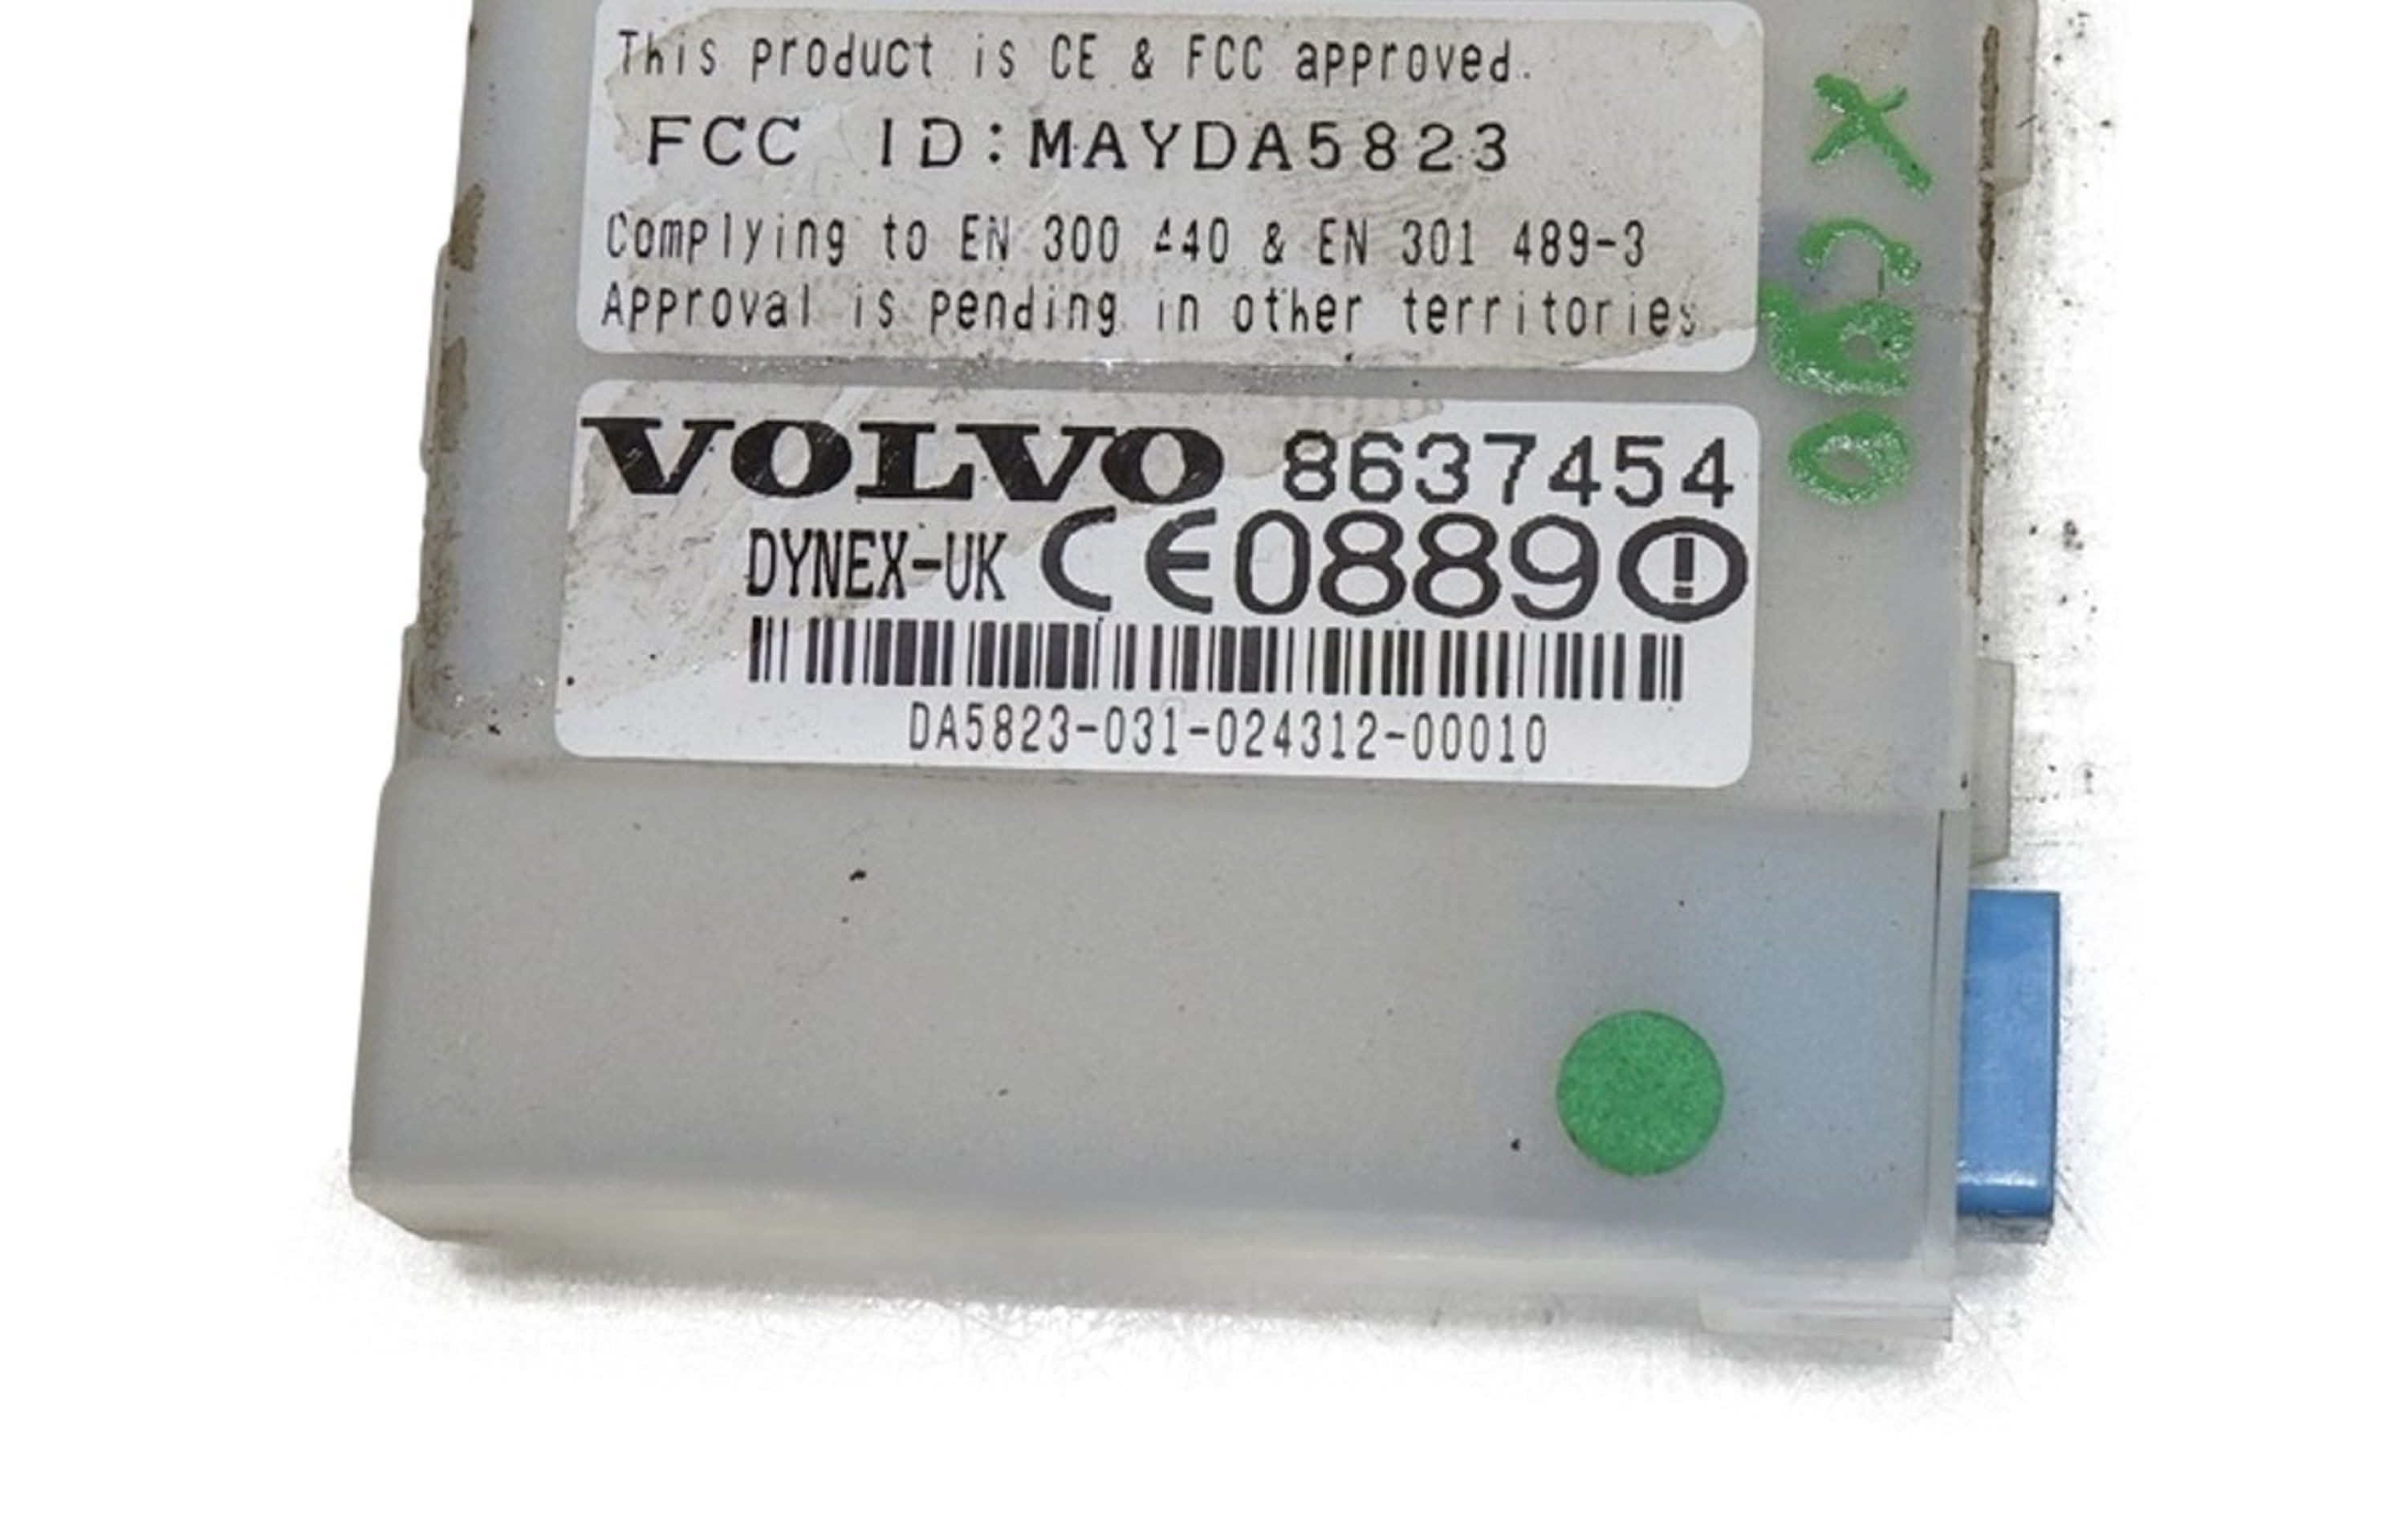 This product is CE & FCC approved.
FCC ID:MAYDA5823
Complying to EN 300 440 & EN 301 489-3
Approval is pending in other territories
VOLVO 8637454
DYNEX-UK CE0889
DA5823-031-024312-00010
XC90